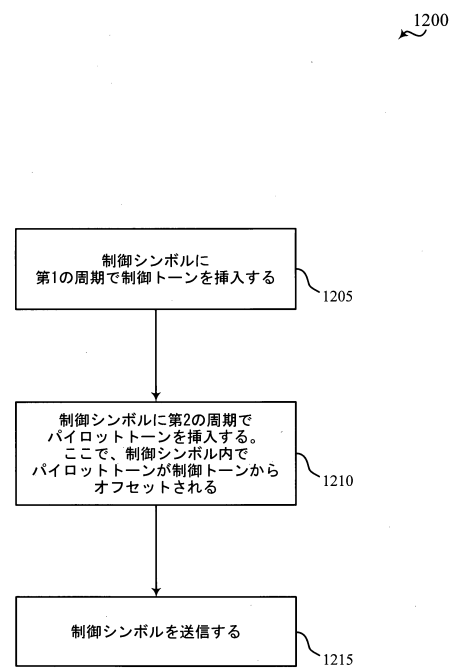 1200
制御シンボルに
第1の周期で制御トーンを挿入する
1205
制御シンボルに第2の周期で
パイロットトーンを挿入する。
ここで、制御シンボル内で
パイロットトーンが制御トーンから
オフセットされる
1210
制御シンボルを送信する
1215